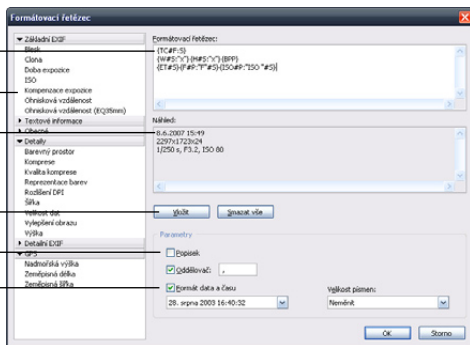 Formátovací řetězec
Základní EXIF
Blesk
Clona
Doba expozice
ISO
Kompenzace expozice
Ohnisková vzdálenost
Ohnisková vzdálenost (EQ35mm)
Textové informace
Obecné
Detaily
Barevný prostor
Komprese
Kvalita komprese
Reprezentace barev
Rozlišení DPI
Šířka
Velikost dat
Vylepšení obrazu
Výška
Detailní EXIF
GPS
Nadmořská výška
Zeměpisná délka
Zeměpisná šířka
Formátovací řetězec:
{TC#F:S}
{W#S:"x"}{H#S:"x"}{BPP}
{ET#S}{F#P:"F"#S}{ISO#P:"ISO "#S}
Náhled:
8.6.2007 15:49
2297x1723x24
1/250 s, F3.2, ISO 80
Vložit
Smazat vše
Parametry
Popisek
Oddělovač: ,
Formát data a času
28. srpna 2003 16:40:32
Velikost písmen:
Neměnit
OK
Storno